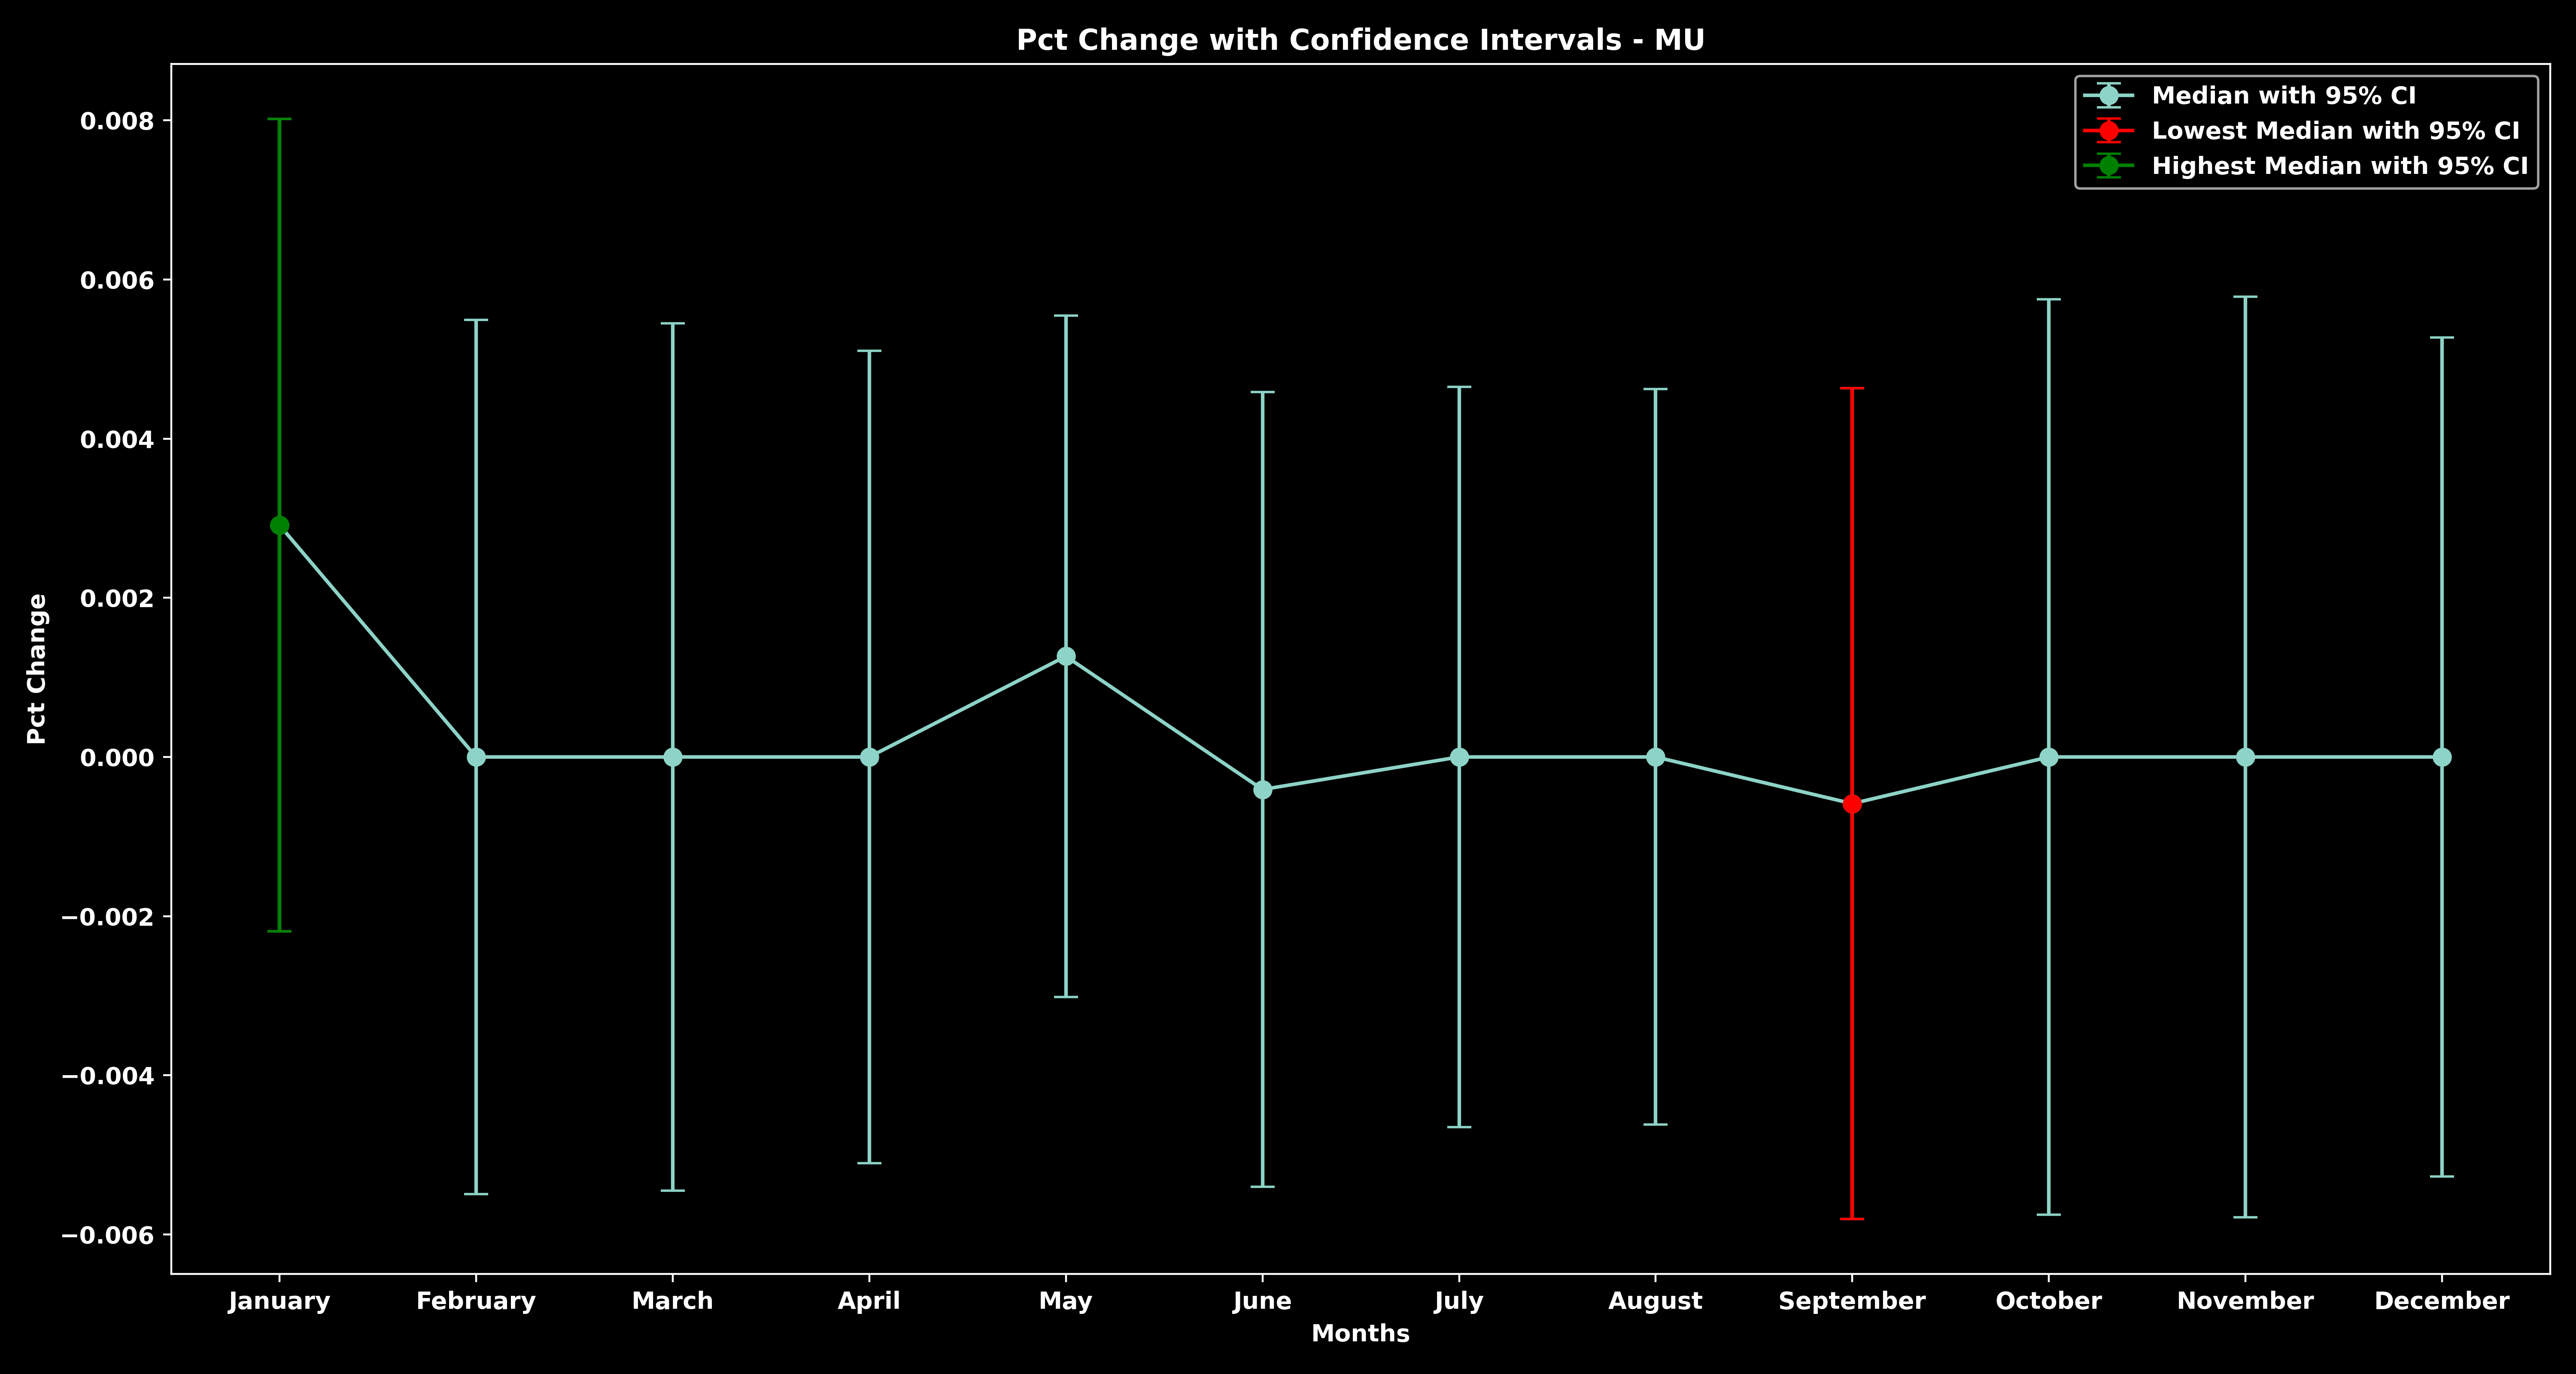 Pct Change with Confidence Intervals - MU
Median with 95% CI
Lowest Median with 95% CI
Highest Median with 95% CI
0.008
0.006
0.004
0.002
0.000
−0.002
−0.004
−0.006
Pct Change
January February March April May June July August September October November December
Months